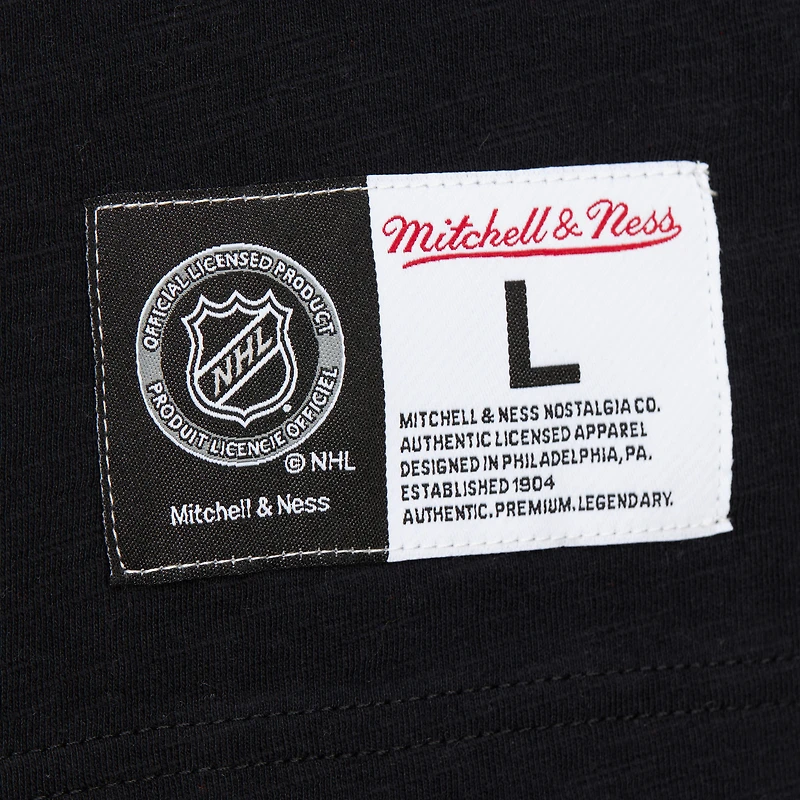 OFFICIAL LICENSED PRODUCT
NHL
PRODUIT LICENCIE OFFICIEL
© NHL
Mitchell & Ness
Mitchell & Ness
L
MITCHELL & NESS NOSTALGIA CO.
AUTHENTIC LICENSED APPAREL
DESIGNED IN PHILADELPHIA, PA.
ESTABLISHED 1904
AUTHENTIC. PREMIUM. LEGENDARY.